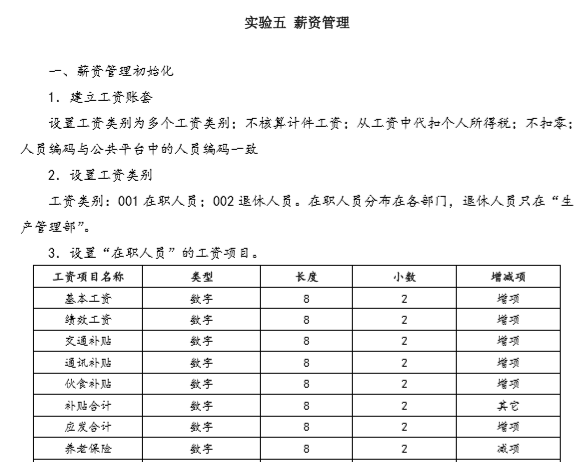 实验五 薪资管理
一、薪资管理初始化
1. 建立工资账套
设置工资类别为多个工资类别；不核算计件工资；从工资中代扣个人所得税；不扣零；
人员编码与公共平台中的人员编码一致
2. 设置工资类别
工资类别：001 在职人员；002 退休人员。在职人员分布在各部门，退休人员只在“生
产管理部”。
3. 设置“在职人员”的工资项目。
工资项目名称 类型 长度 小数 增减项
基本工资 数字 8 2 增项
绩效工资 数字 8 2 增项
交通补贴 数字 8 2 增项
通讯补贴 数字 8 2 增项
伙食补贴 数字 8 2 增项
补贴合计 数字 8 2 其它
应发合计 数字 8 2 增项
养老保险 数字 8 2 减项